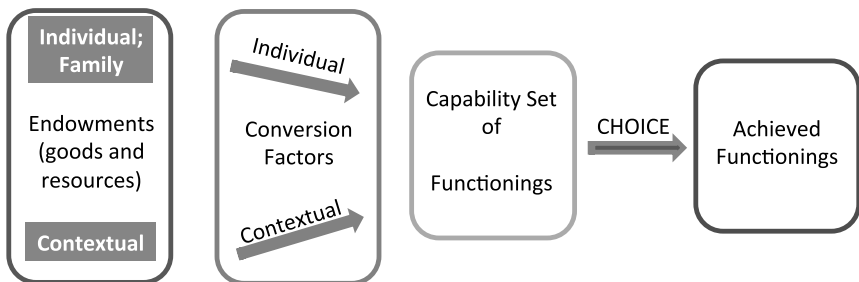 Individual;
Family
Endowments
(goods and
resources)
Contextual
Individual
Conversion
Factors
Contextual
Capability Set
of
Functionings
CHOICE
Achieved
Functionings